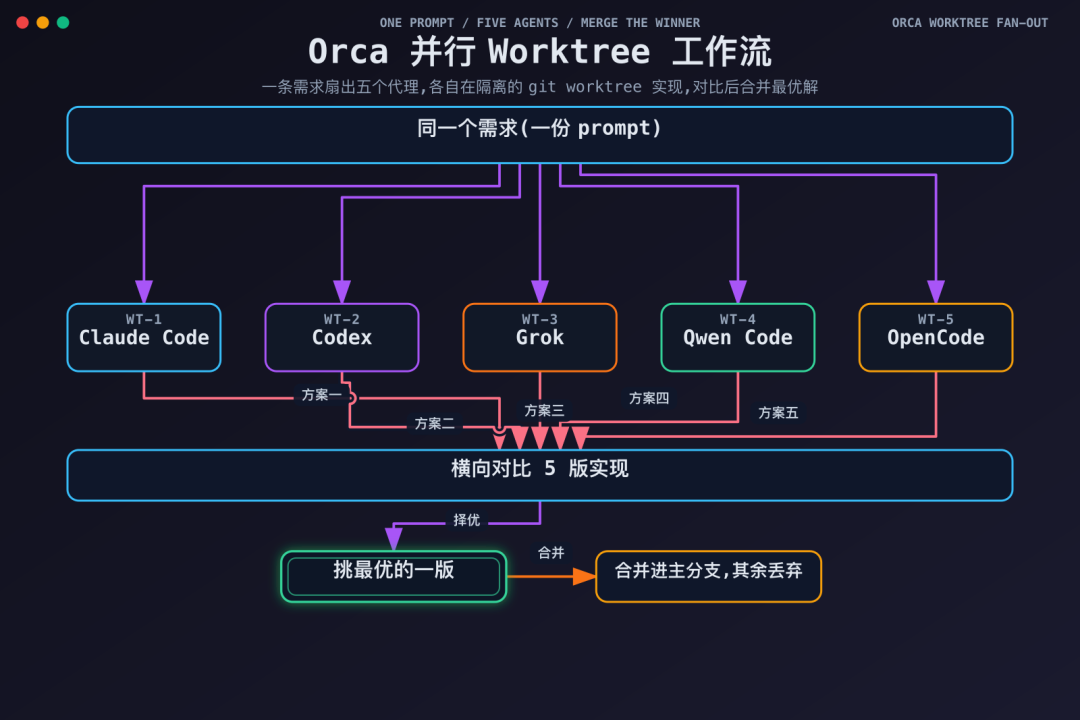 ONE PROMPT / FIVE AGENTS / MERGE THE WINNER
ORCA WORKTREE FAN-OUT
Orca 并行 Worktree 工作流
一条需求扇出五个代理,各自在隔离的 git worktree 实现,对比后合并最优解
同一个需求(一份 prompt)
WT-1
Claude Code
WT-2
Codex
WT-3
Grok
WT-4
Qwen Code
WT-5
OpenCode
方案一
方案二
方案三
方案四
方案五
横向对比 5 版实现
择优
挑最优的一版
合并
合并进主分支,其余丢弃